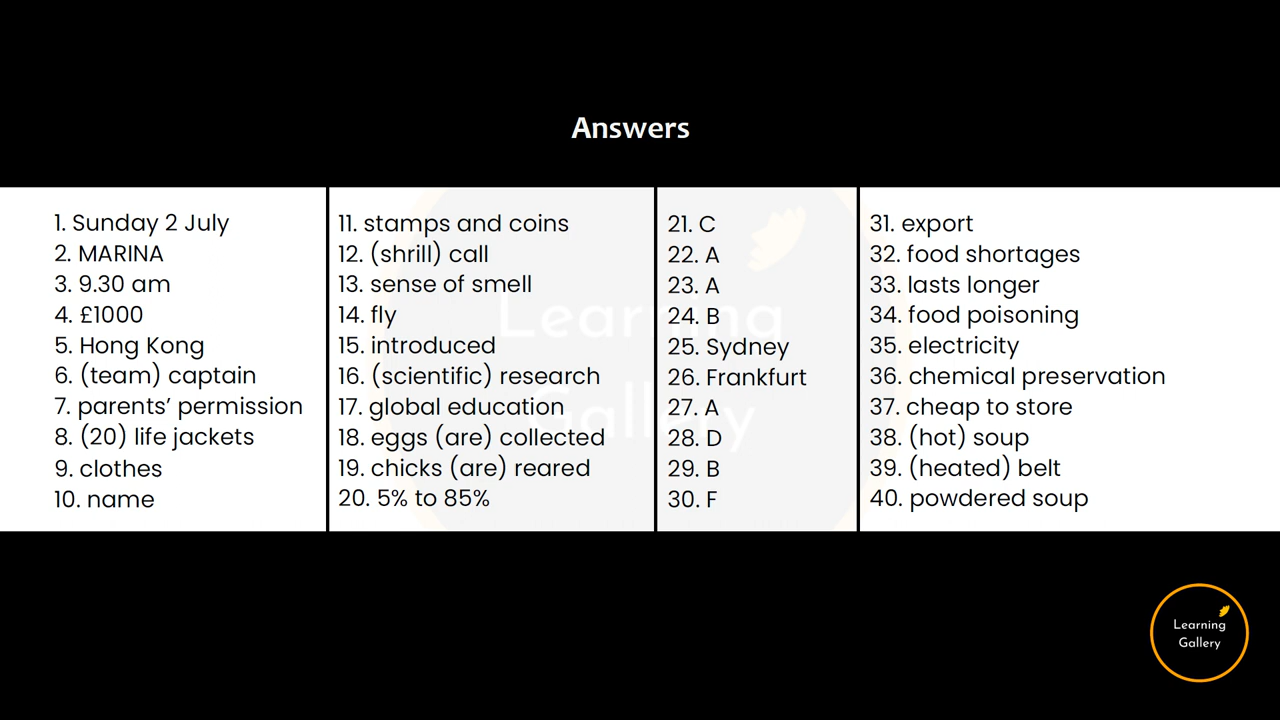 Answers
1. Sunday 2 July
2. MARINA
3. 9.30 am
4. £1000
5. Hong Kong
6. (team) captain
7. parents’ permission
8. (20) life jackets
9. clothes
10. name
11. stamps and coins
12. (shrill) call
13. sense of smell
14. fly
15. introduced
16. (scientific) research
17. global education
18. eggs (are) collected
19. chicks (are) reared
20. 5% to 85%
21. C
22. A
23. A
24. B
25. Sydney
26. Frankfurt
27. A
28. D
29. B
30. F
31. export
32. food shortages
33. lasts longer
34. food poisoning
35. electricity
36. chemical preservation
37. cheap to store
38. (hot) soup
39. (heated) belt
40. powdered soup
Learning
Gallery
Learning
Gallery